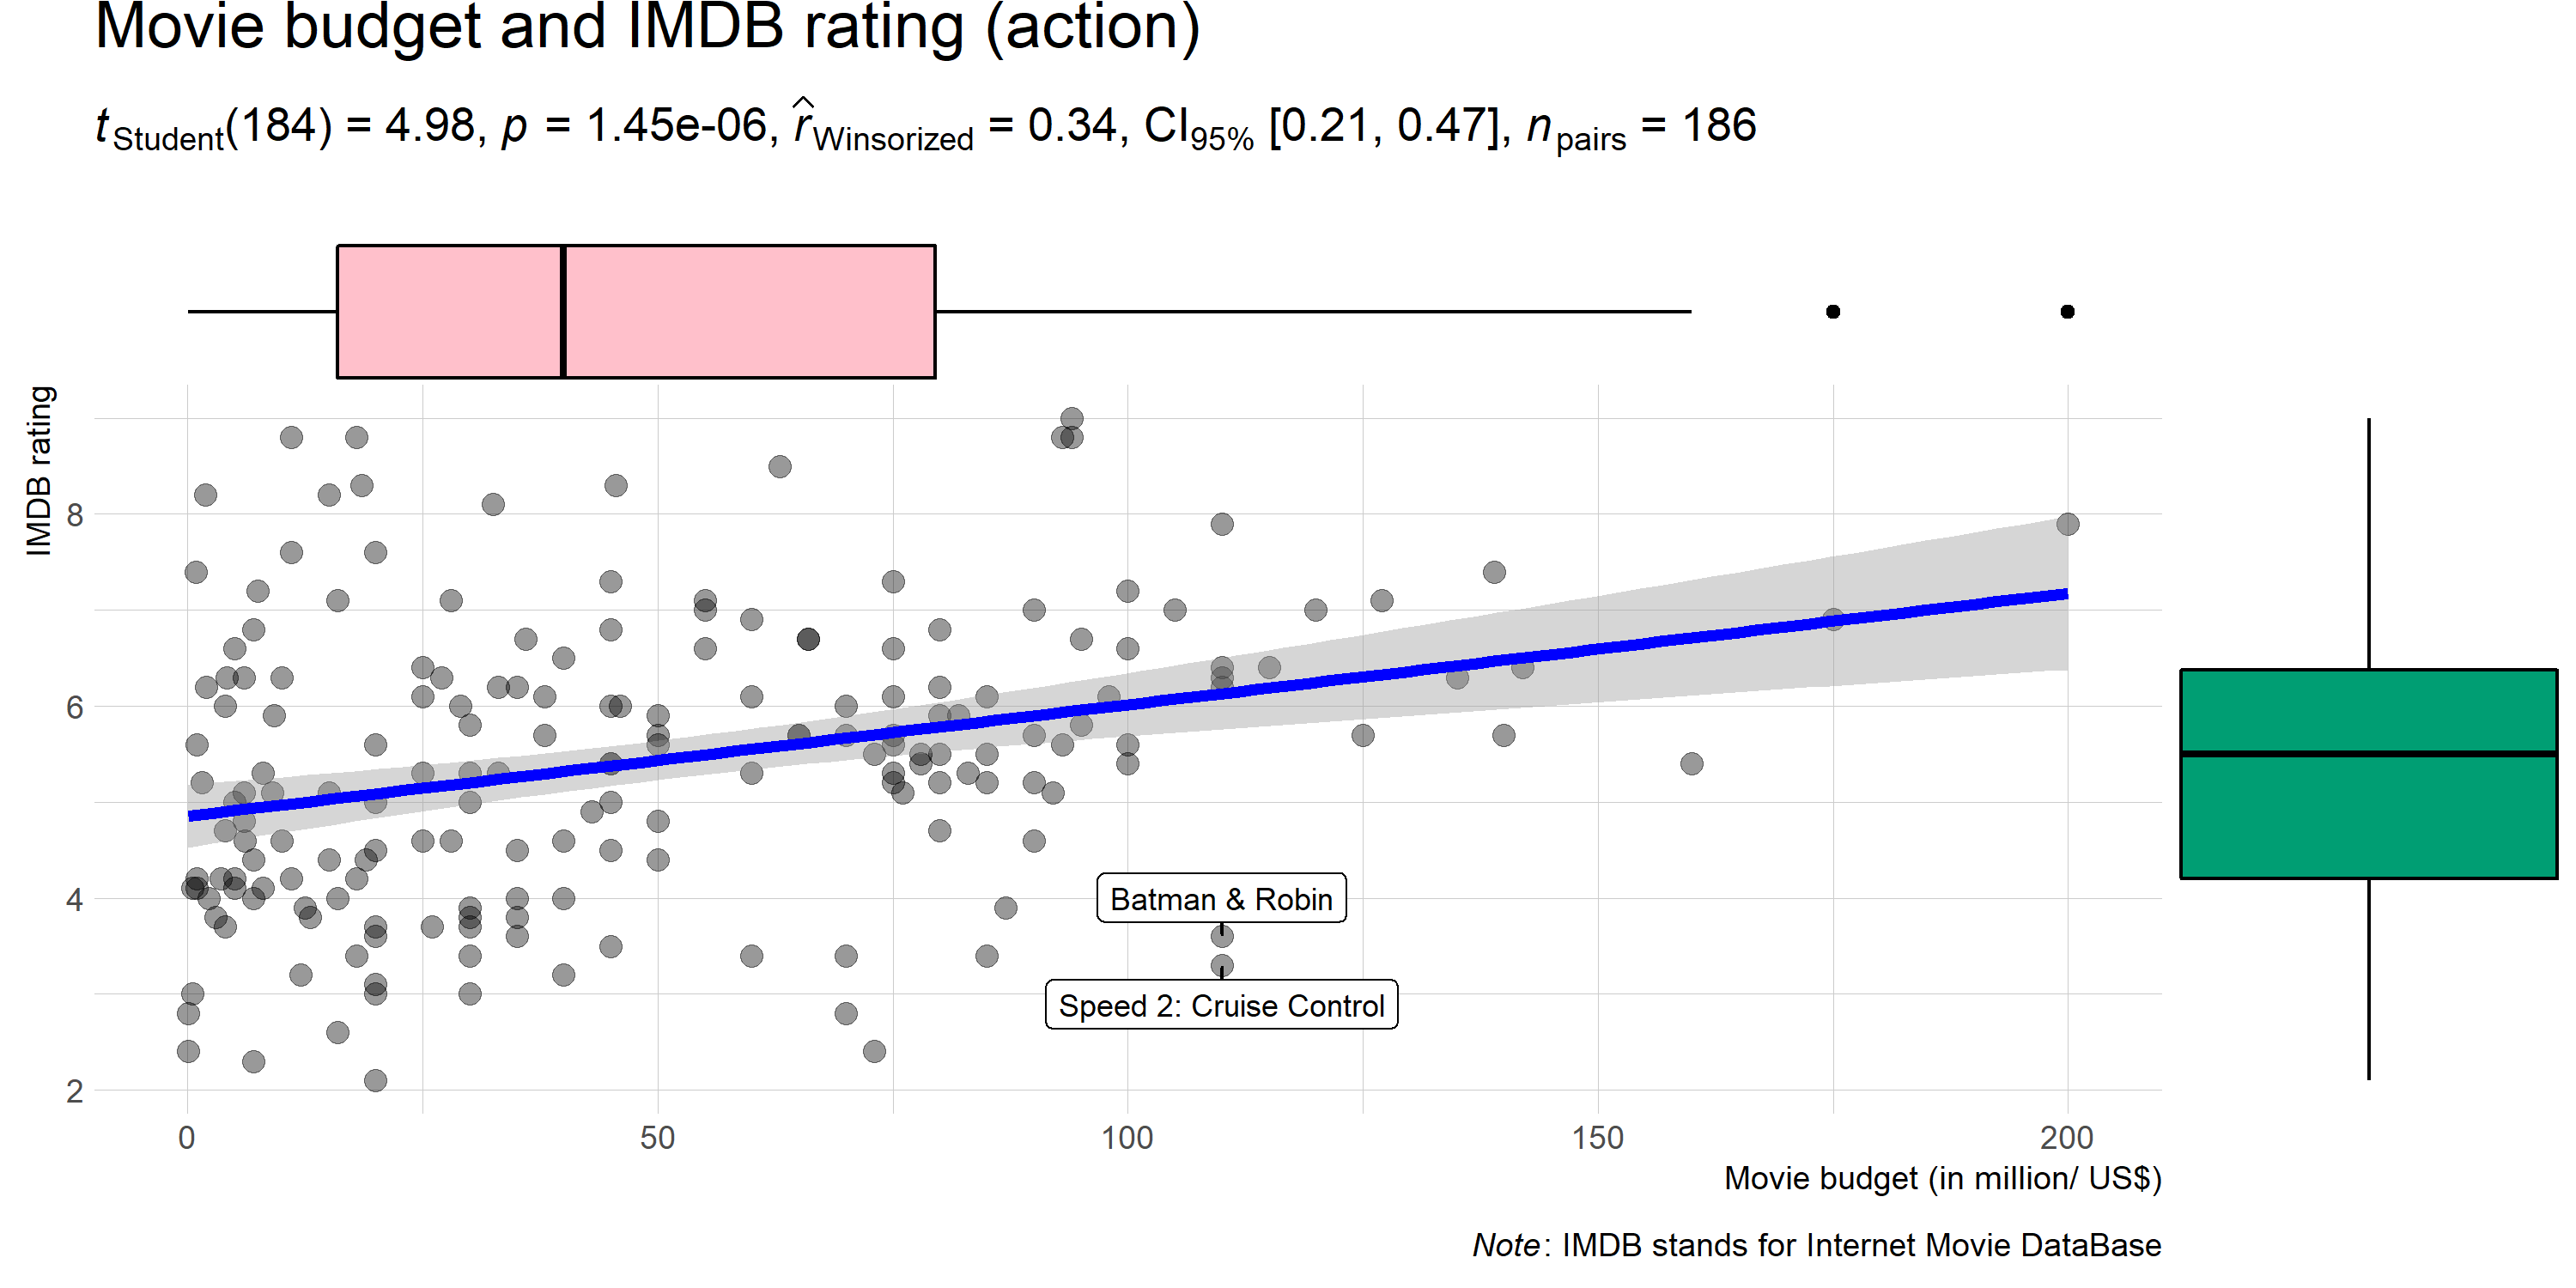 Movie budget and IMDB rating (action)
t Student(184) = 4.98, p = 1.45e-06, r̂ Winsorized = 0.34, CI95% [0.21, 0.47], n pairs = 186
IMDB rating
8
6
4
2
Batman & Robin
Speed 2: Cruise Control
0 50 100 150 200
Movie budget (in million/ US$)
Note: IMDB stands for Internet Movie DataBase